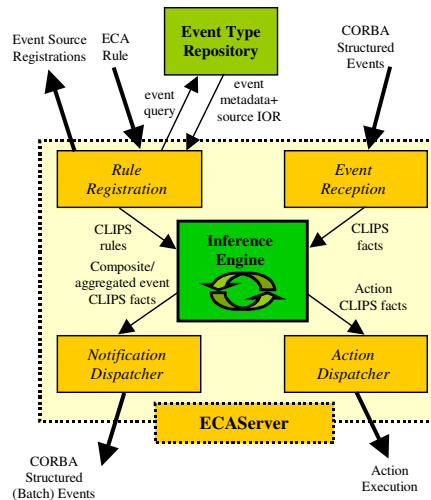 Event Source
Registrations
ECA
Rule
Event Type
Repository
CORBA
Structured
Events
event
query
event
metadata+
source IOR
Rule
Registration
Event
Reception
CLIPS
rules
Inference
Engine
CLIPS
facts
Composite/
aggregated event
CLIPS facts
Action
CLIPS facts
Notification
Dispatcher
Action
Dispatcher
ECAServer
CORBA
Structured
(Batch) Events
Action
Execution